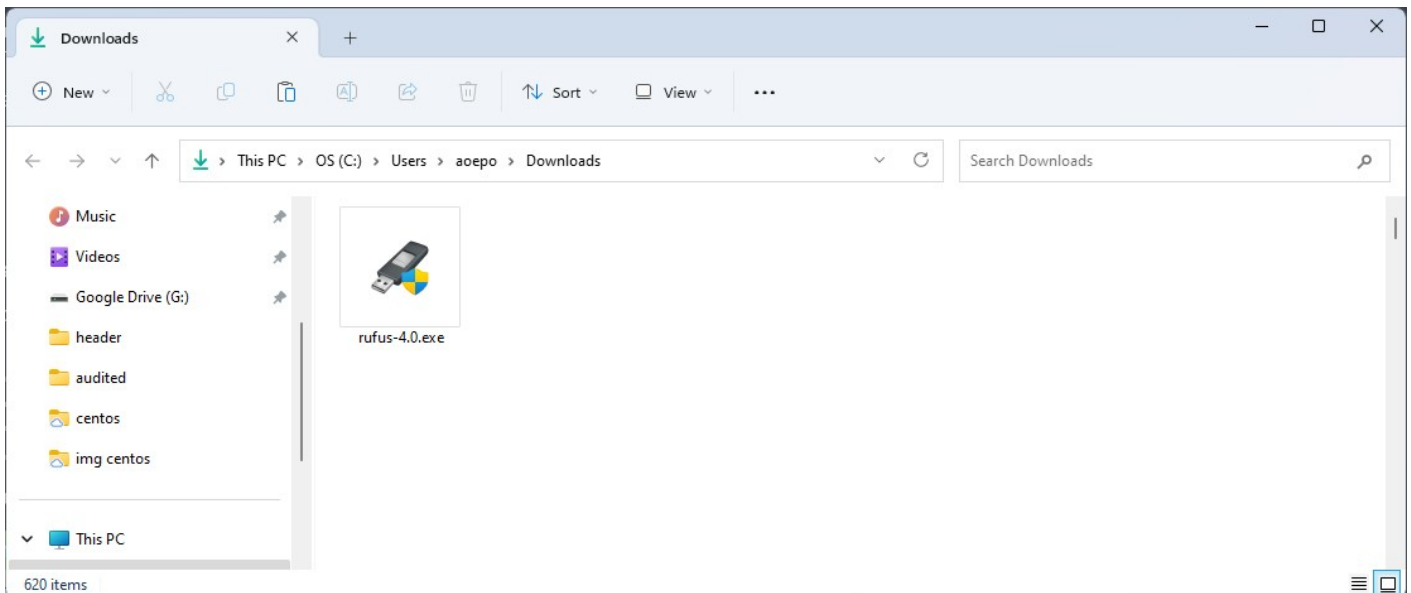 Downloads
New
Sort
View
This PC > OS (C:) > Users > aoepo > Downloads
Search Downloads
Music
Videos
Google Drive (G:)
header
audited
centos
img centos
This PC
rufus-4.0.exe
620 items